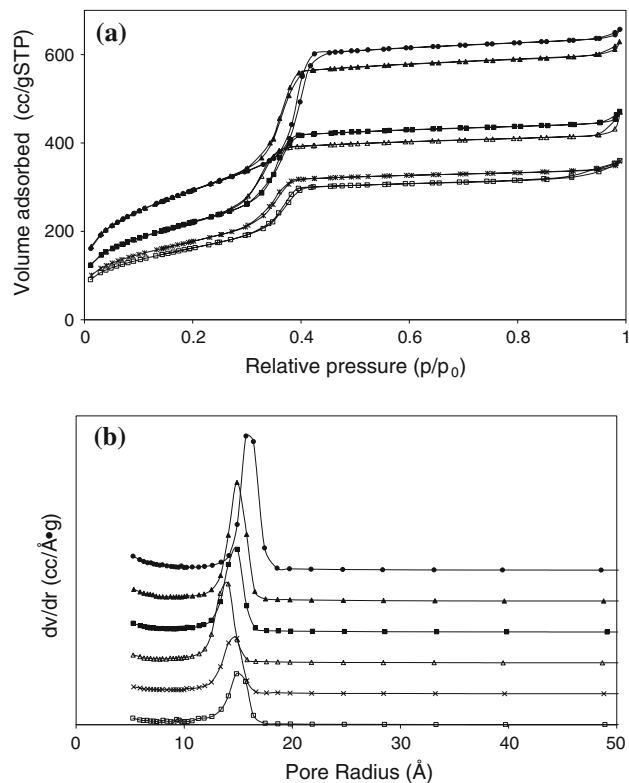 (a)
Volume adsorbed (cc/gSTP)
600
400
200
0
0 0.2 0.4 0.6 0.8 1
Relative pressure (p/p₀)
(b)
dv/dr (cc/Å•g)
0 10 20 30 40 50
Pore Radius (Å)